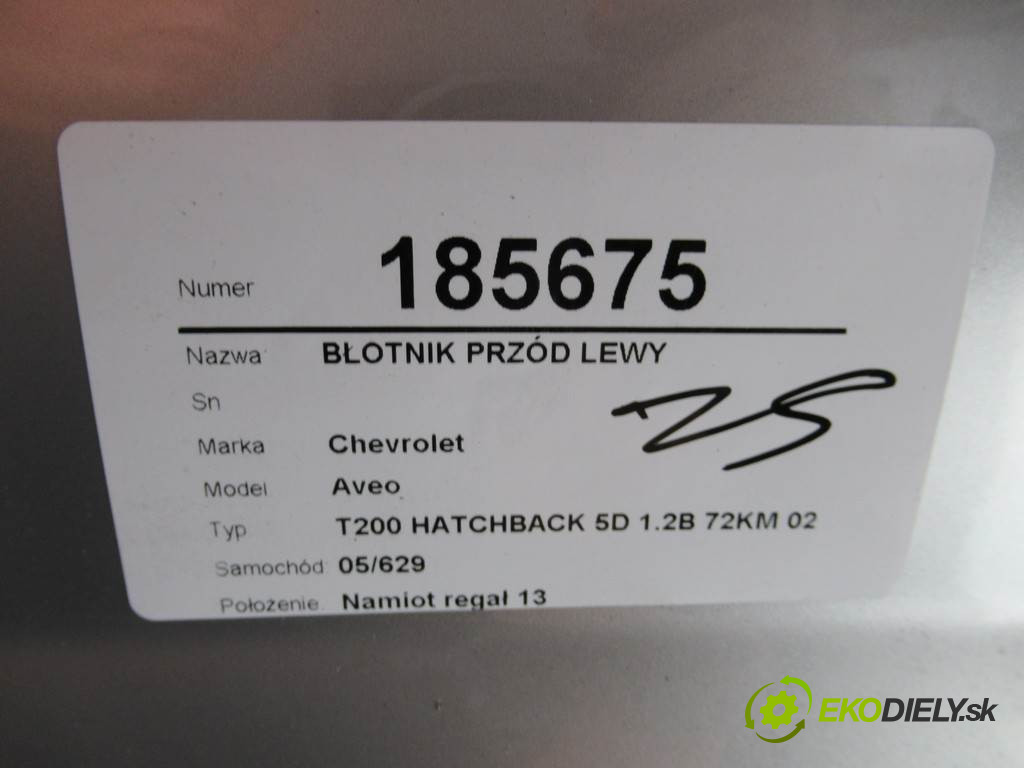 Numer 185675
Nazwa BŁOTNIK PRZÓD LEWY
Sn
Marka Chevrolet
Model Aveo
Typ T200 HATCHBACK 5D 1.2B 72KM 02
Samochód 05/629
Położenie Namiot regał 13
EKODIELY.sk